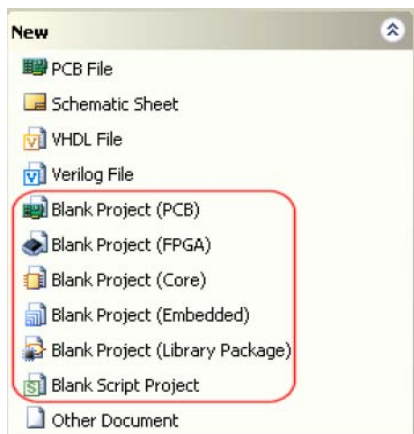 New
PCB File
Schematic Sheet
VHDL File
Verilog File
Blank Project (PCB)
Blank Project (FPGA)
Blank Project (Core)
Blank Project (Embedded)
Blank Project (Library Package)
Blank Script Project
Other Document